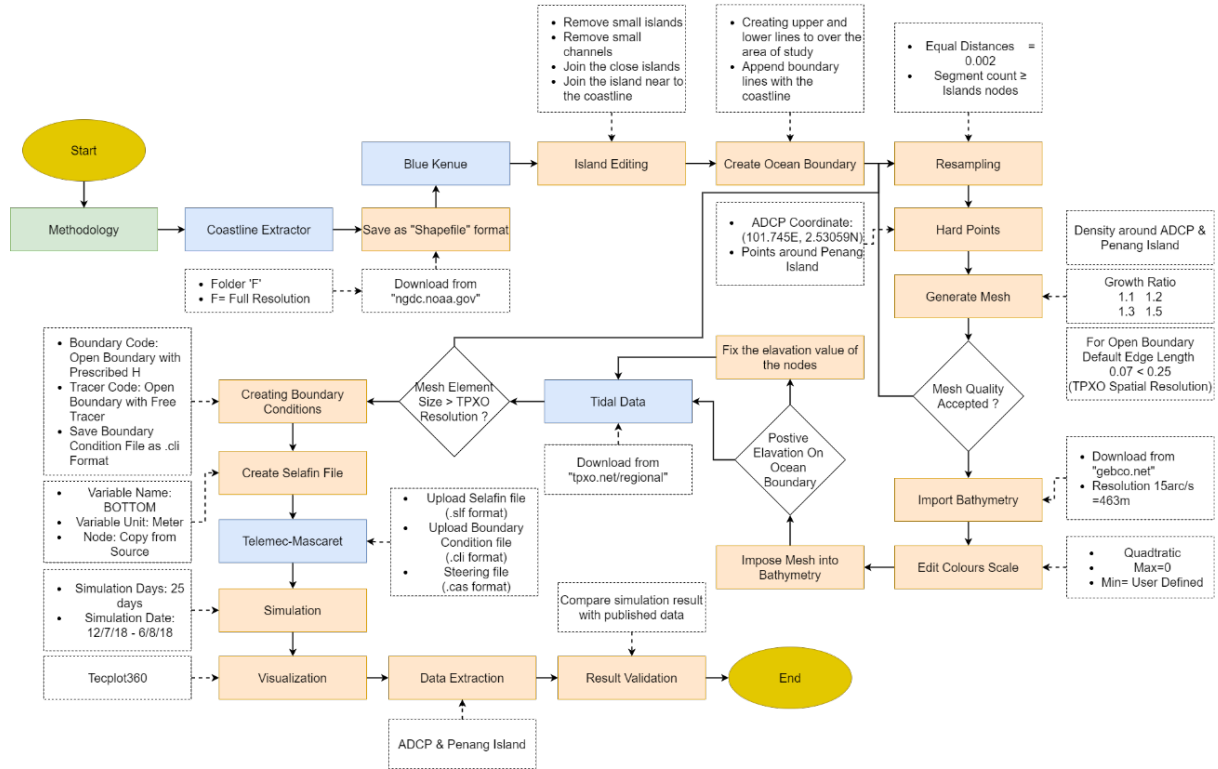 Start
Methodology
Coastline Extractor
• Folder 'F'
• F= Full Resolution
Save as "Shapefile" format
Download from
"ngdc.noaa.gov"
Blue Kenue
• Remove small islands
• Remove small
channels
• Join the close islands
• Join the island near to
the coastline
Island Editing
• Creating upper and
lower lines to over the
area of study
• Append boundary
lines with the
coastline
Create Ocean Boundary
• Equal Distances =
0.002
• Segment count ≥
Islands nodes
Resampling
• ADCP Coordinate:
(101.745E, 2.53059N)
• Points around Penang
Island
Hard Points
Density around ADCP &
Penang Island
Generate Mesh
Growth Ratio
1.1 1.2
1.3 1.5
For Open Boundary
Default Edge Length
0.07 < 0.25
(TPXO Spatial Resolution)
Mesh Quality
Accepted ?
Import Bathymetry
• Download from
"gebco.net"
• Resolution 15arc/s
=463m
Edit Colours Scale
• Quadtratic
• Max=0
• Min= User Defined
Impose Mesh into
Bathymetry
Postive
Elavation On
Ocean
Boundary
Fix the elavation value of
the nodes
Tidal Data
Download from
"tpxo.net/regional"
Mesh Element
Size > TPXO
Resolution ?
Creating Boundary
Conditions
• Boundary Code:
Open Boundary with
Prescribed H
• Tracer Code: Open
Boundary with Free
Tracer
• Save Boundary
Condition File as .cli
Format
Create Selafin File
• Variable Name:
BOTTOM
• Variable Unit: Meter
• Node: Copy from
Source
Telemec-Mascaret
• Upload Selafin file
(.slf format)
• Upload Boundary
Condition file
(.cli format)
• Steering file
(.cas format)
Simulation
• Simulation Days: 25
days
• Simulation Date:
12/7/18 - 6/8/18
Visualization
Tecplot360
Data Extraction
ADCP & Penang Island
Result Validation
Compare simulation result
with published data
End